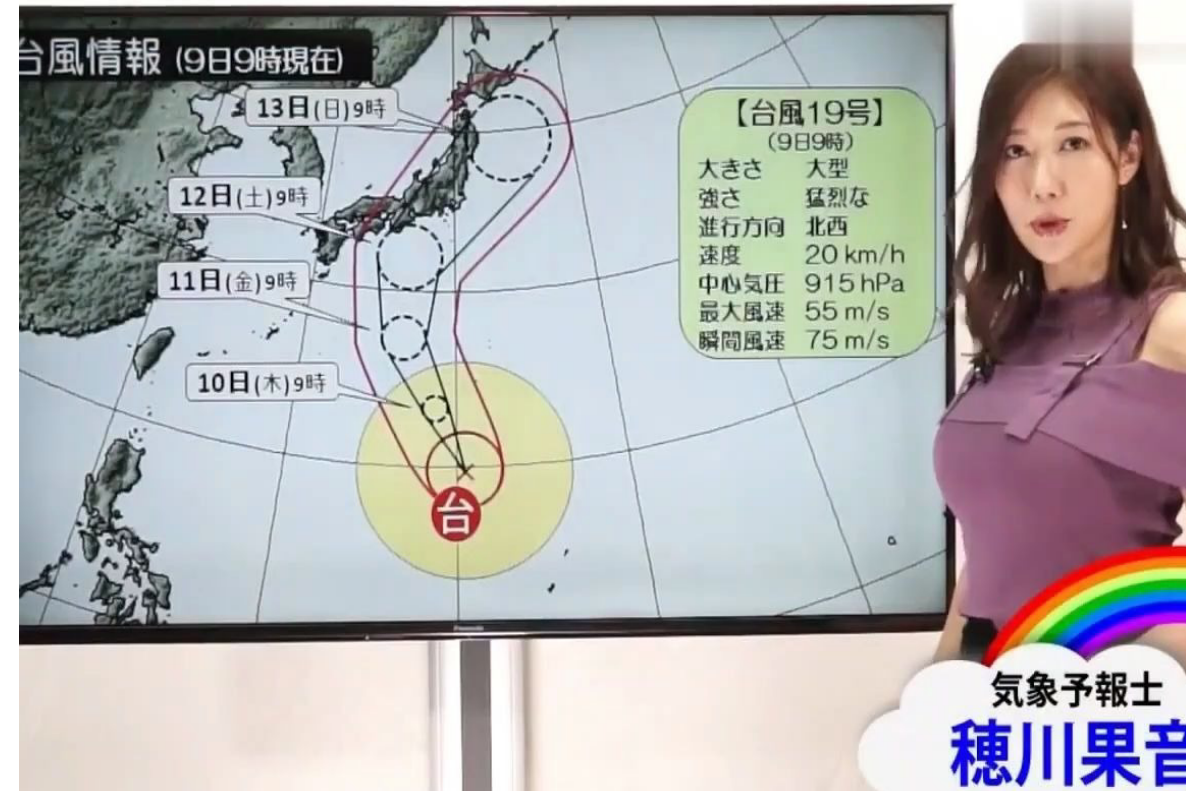 台風情報 (9日9時現在)
13日(日)9時
12日(土)9時
11日(金)9時
10日(木)9時
台
【台風19号】
(9日9時)
大きさ 大型
強さ 猛烈な
進行方向 北西
速度 20 km/h
中心気圧 915 hPa
最大風速 55 m/s
瞬間風速 75 m/s
Panasonic
気象予報士
穂川果音